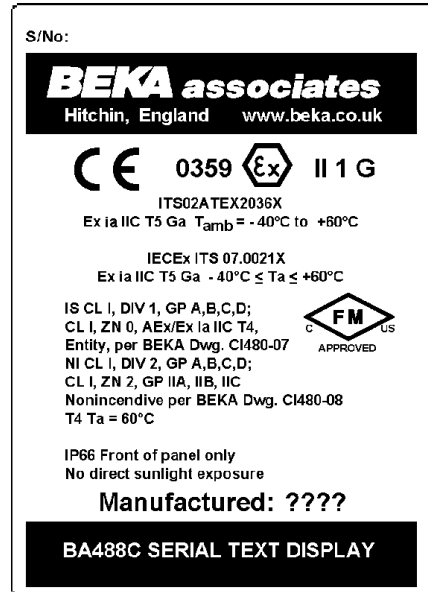 S/No:
BEKA associates
Hitchin, England www.beka.co.uk
CE 0359 Ex II 1 G
ITS02ATEX2036X
Ex ia IIC T5 Ga Tamb = - 40°C to +60°C
IECEx ITS 07.0021X
Ex ia IIC T5 Ga - 40°C ≤ Ta ≤ +60°C
IS CL I, DIV 1, GP A,B,C,D;
CL I, ZN 0, AEx/Ex Ia IIC T4,
Entity, per BEKA Dwg. CI480-07
NI CL I, DIV 2, GP A,B,C,D;
CL I, ZN 2, GP IIA, IIB, IIC
Nonincendive per BEKA Dwg. CI480-08
T4 Ta = 60°C
FM
C US
APPROVED
IP66 Front of panel only
No direct sunlight exposure
Manufactured: ????
BA488C SERIAL TEXT DISPLAY